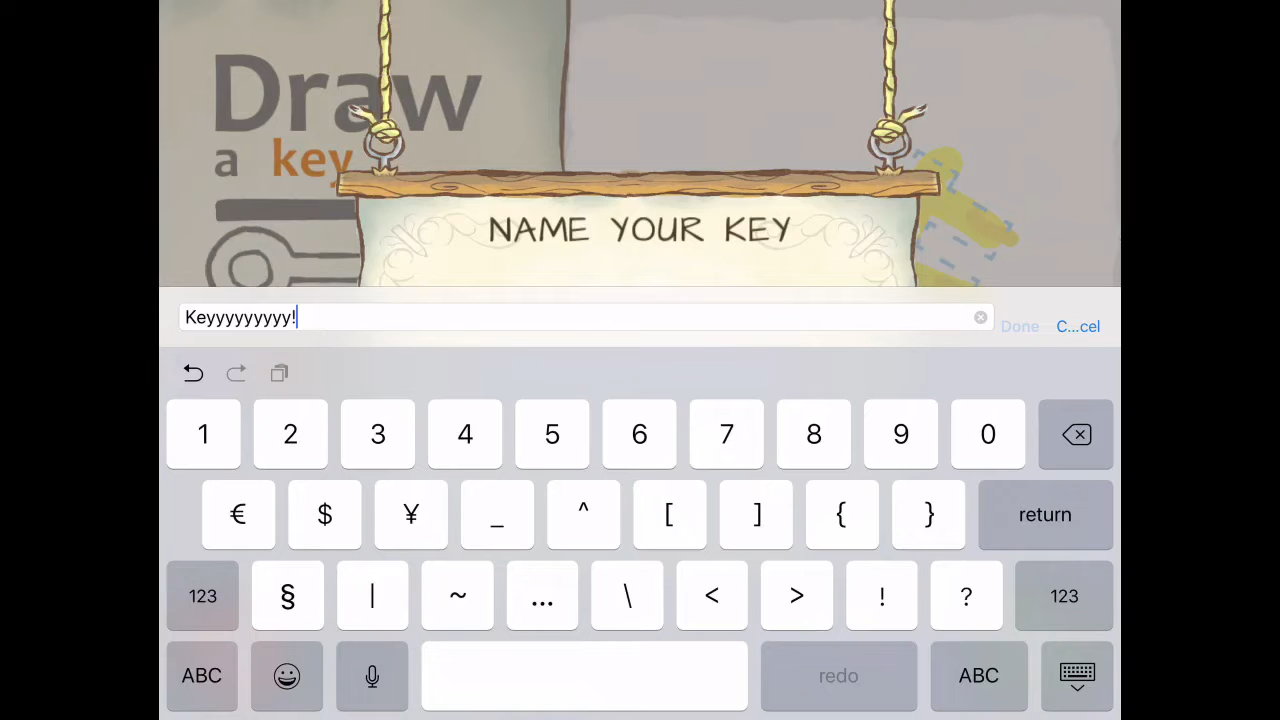 Draw
a key
NAME YOUR KEY
Keyyyyyyyyy!
Done C...cel
1 2 3 4 5 6 7 8 9 0
€ $ ¥ _ ^ [ ] { } return
123 § | ~ ... \ < > ! ? 123
ABC redo ABC